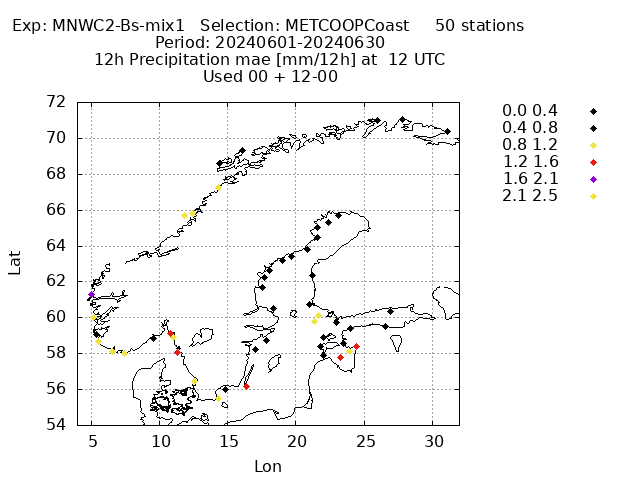 Exp: MNWC2-Bs-mix1 Selection: METCOOPCoast 50 stations
Period: 20240601-20240630
12h Precipitation mae [mm/12h] at 12 UTC
Used 00 + 12-00
72
70
68
66
64
62
60
58
56
54
5 10 15 20 25 30
Lat
Lon
0.0 0.4
0.4 0.8
0.8 1.2
1.2 1.6
1.6 2.1
2.1 2.5